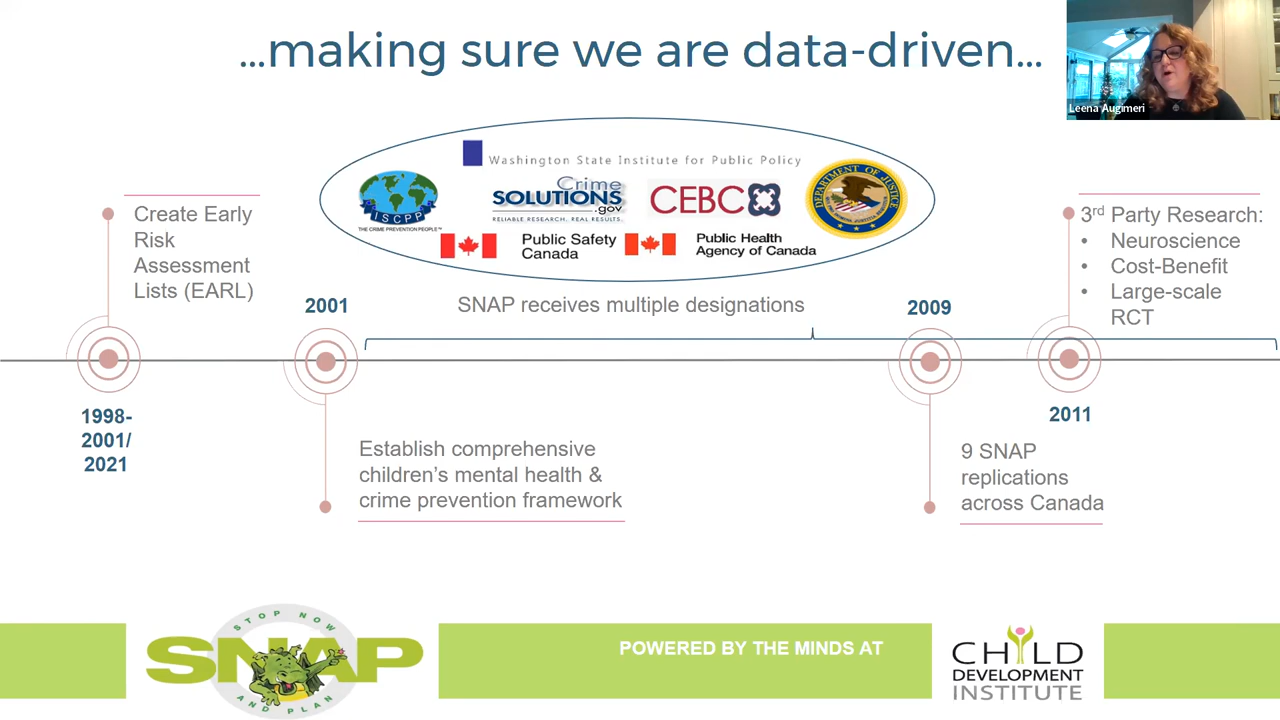 ...making sure we are data-driven...
Leena Augimeri
Washington State Institute for Public Policy
ISCPP
THE CRIME PREVENTION PEOPLE™
Crime
SOLUTIONS
.gov
RELIABLE RESEARCH. REAL RESULTS.
CEBC
DEPARTMENT OF JUSTICE
Public Safety
Canada
Public Health
Agency of Canada
SNAP receives multiple designations
Create Early
Risk
Assessment
Lists (EARL)
1998-
2001/
2021
2001
Establish comprehensive
children's mental health &
crime prevention framework
2009
9 SNAP
replications
across Canada
3rd Party Research:
• Neuroscience
• Cost-Benefit
• Large-scale
RCT
2011
STOP NOW
SNAP
AND PLAN
POWERED BY THE MINDS AT
CHILD
DEVELOPMENT
INSTITUTE